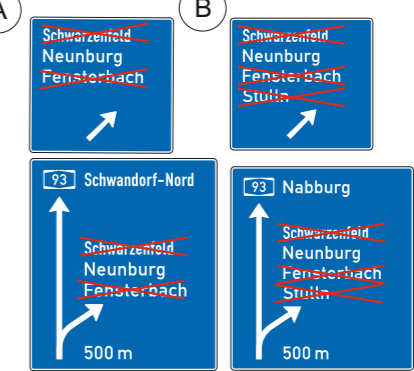 A
Schwarzenfeld
Neunburg
Fensterbach
B
Schwarzenfeld
Neunburg
Fensterbach
Stulln
93 Schwandorf-Nord
Schwarzenfeld
Neunburg
Fensterbach
500 m
93 Nabburg
Schwarzenfeld
Neunburg
Fensterbach
Stulln
500 m